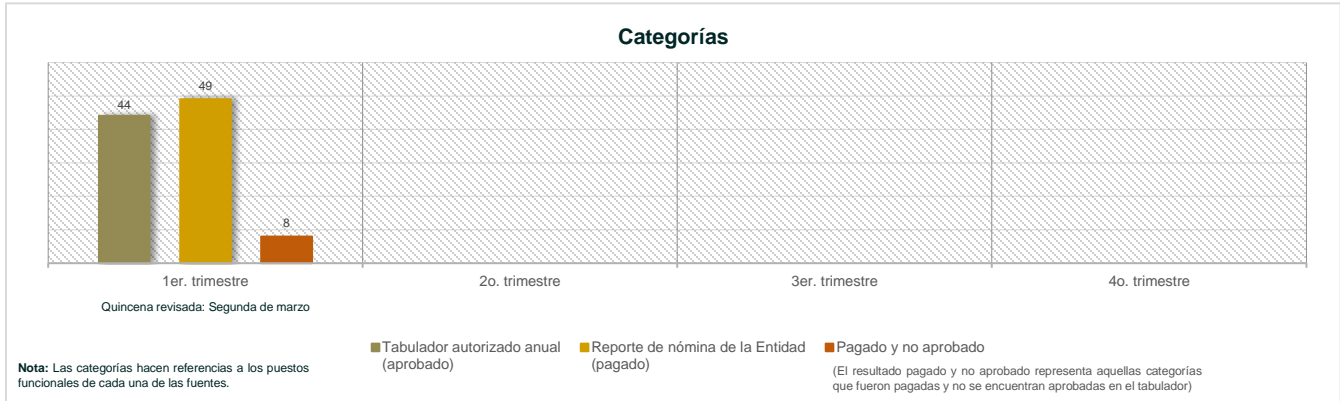 Categorías
44
49
8
1er. trimestre
2o. trimestre
3er. trimestre
4o. trimestre
Quincena revisada: Segunda de marzo
Tabulador autorizado anual
(aprobado)
Reporte de nómina de la Entidad
(pagado)
Pagado y no aprobado
(El resultado pagado y no aprobado representa aquellas categorías
que fueron pagadas y no se encuentran aprobadas en el tabulador)
Nota: Las categorías hacen referencias a los puestos
funcionales de cada una de las fuentes.